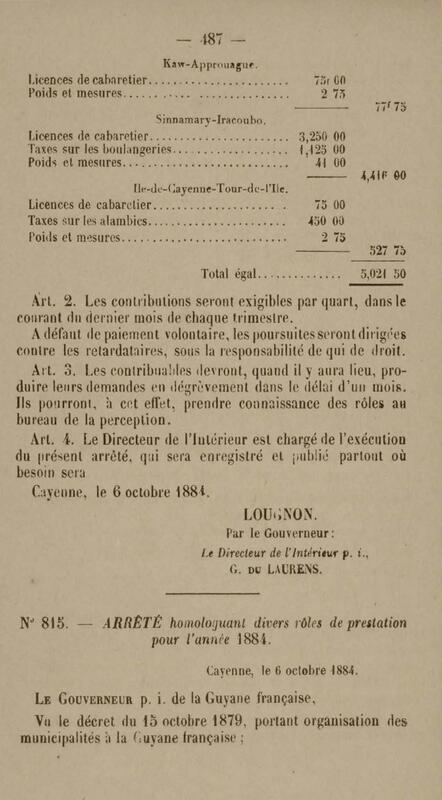 — 487 —
Kaw-Approuague.
Licences de cabaretier............... 75f 00
Poids et mesures..................... 2 75
77f 75
Sinnamary-Iracoubo.
Licences de cabaretier............... 3,250 00
Taxes sur les boulangeries........... 1,125 00
Poids et mesures..................... 41 00
4,416 00
Ile-de-Cayenne-Tour-de-l'Ile.
Licences de cabaretier............... 75 00
Taxes sur les alambics............... 450 00
Poids et mesures..................... 2 75
527 75
Total égal.............. 5,021 50
Art. 2. Les contributions seront exigibles par quart, dans le
courant du dernier mois de chaque trimestre.
A défaut de paiement volontaire, les poursuites seront dirigées
contre les retardataires, sous la responsabilité de qui de droit.
Art. 3. Les contribuables devront, quand il y aura lieu, pro-
duire leurs demandes en dégrèvement dans le délai d'un mois.
Ils pourront, à cet effet, prendre connaissance des rôles au
bureau de la perception.
Art. 4. Le Directeur de l'Intérieur est chargé de l'exécution
du présent arrêté, qui sera enregistré et publié partout où
besoin sera
Cayenne, le 6 octobre 1884.
LOUGNON.
Par le Gouverneur:
Le Directeur de l'Intérieur p. i.,
G. DU LAURENS.
N° 815. — ARRÊTÉ homologuant divers rôles de prestation
pour l'année 1884.
Cayenne, le 6 octobre 1884.
LE GOUVERNEUR p. i. de la Guyane française,
Vu le décret du 15 octobre 1879, portant organisation des
municipalités à la Guyane française;